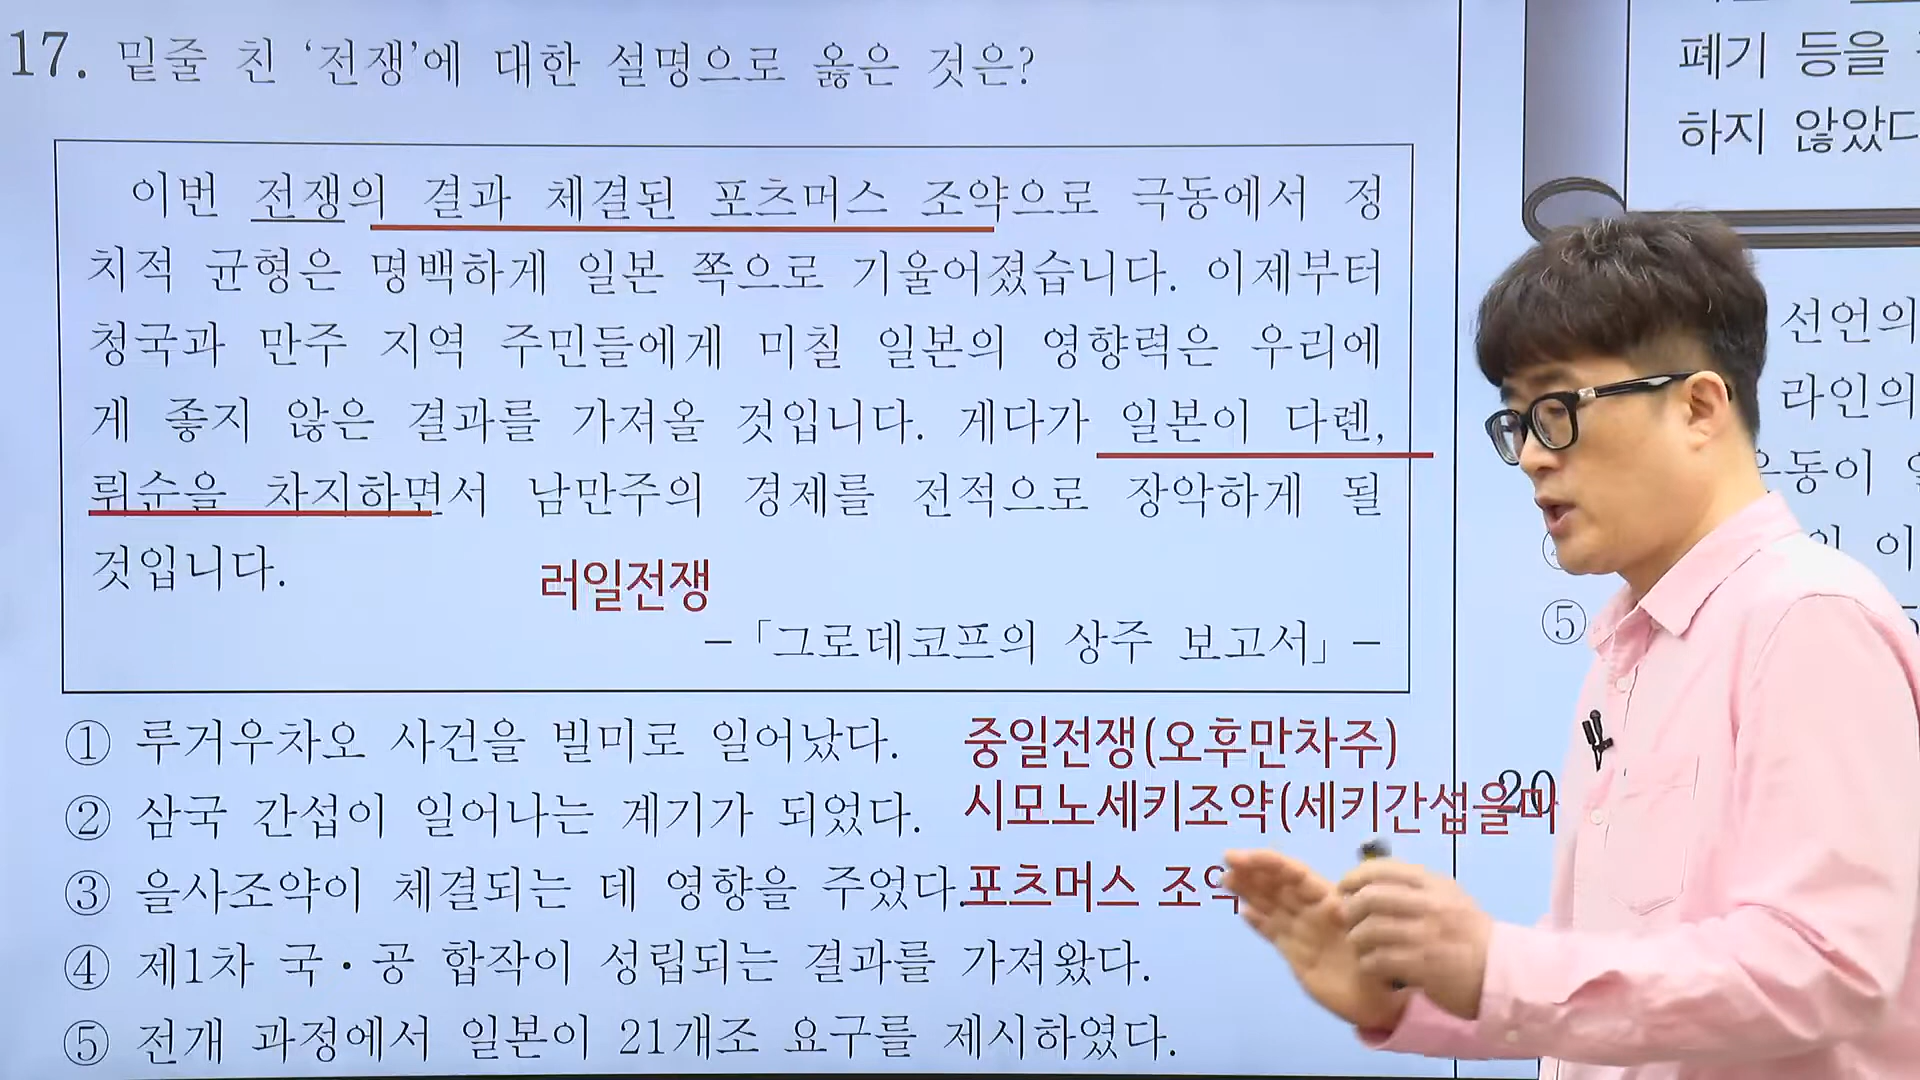 17. 밑줄 친 ‘전쟁’에 대한 설명으로 옳은 것은?
이번 전쟁의 결과 체결된 포츠머스 조약으로 극동에서 정
치적 균형은 명백하게 일본 쪽으로 기울어졌습니다. 이제부터
청국과 만주 지역 주민들에게 미칠 일본의 영향력은 우리에
게 좋지 않은 결과를 가져올 것입니다. 게다가 일본이 다롄,
뤼순을 차지하면서 남만주의 경제를 전적으로 장악하게 될
것입니다.
러일전쟁
-「그로데코프의 상주 보고서」-
① 루거우차오 사건을 빌미로 일어났다. 중일전쟁(오후만차주)
② 삼국 간섭이 일어나는 계기가 되었다. 시모노세키조약(세키간섭을마
③ 을사조약이 체결되는 데 영향을 주었다. 포츠머스 조약
④ 제1차 국·공 합작이 성립되는 결과를 가져왔다.
⑤ 전개 과정에서 일본이 21개조 요구를 제시하였다.
폐기 등을
하지 않았다
선언의
라인의
동이
이
⑤
20